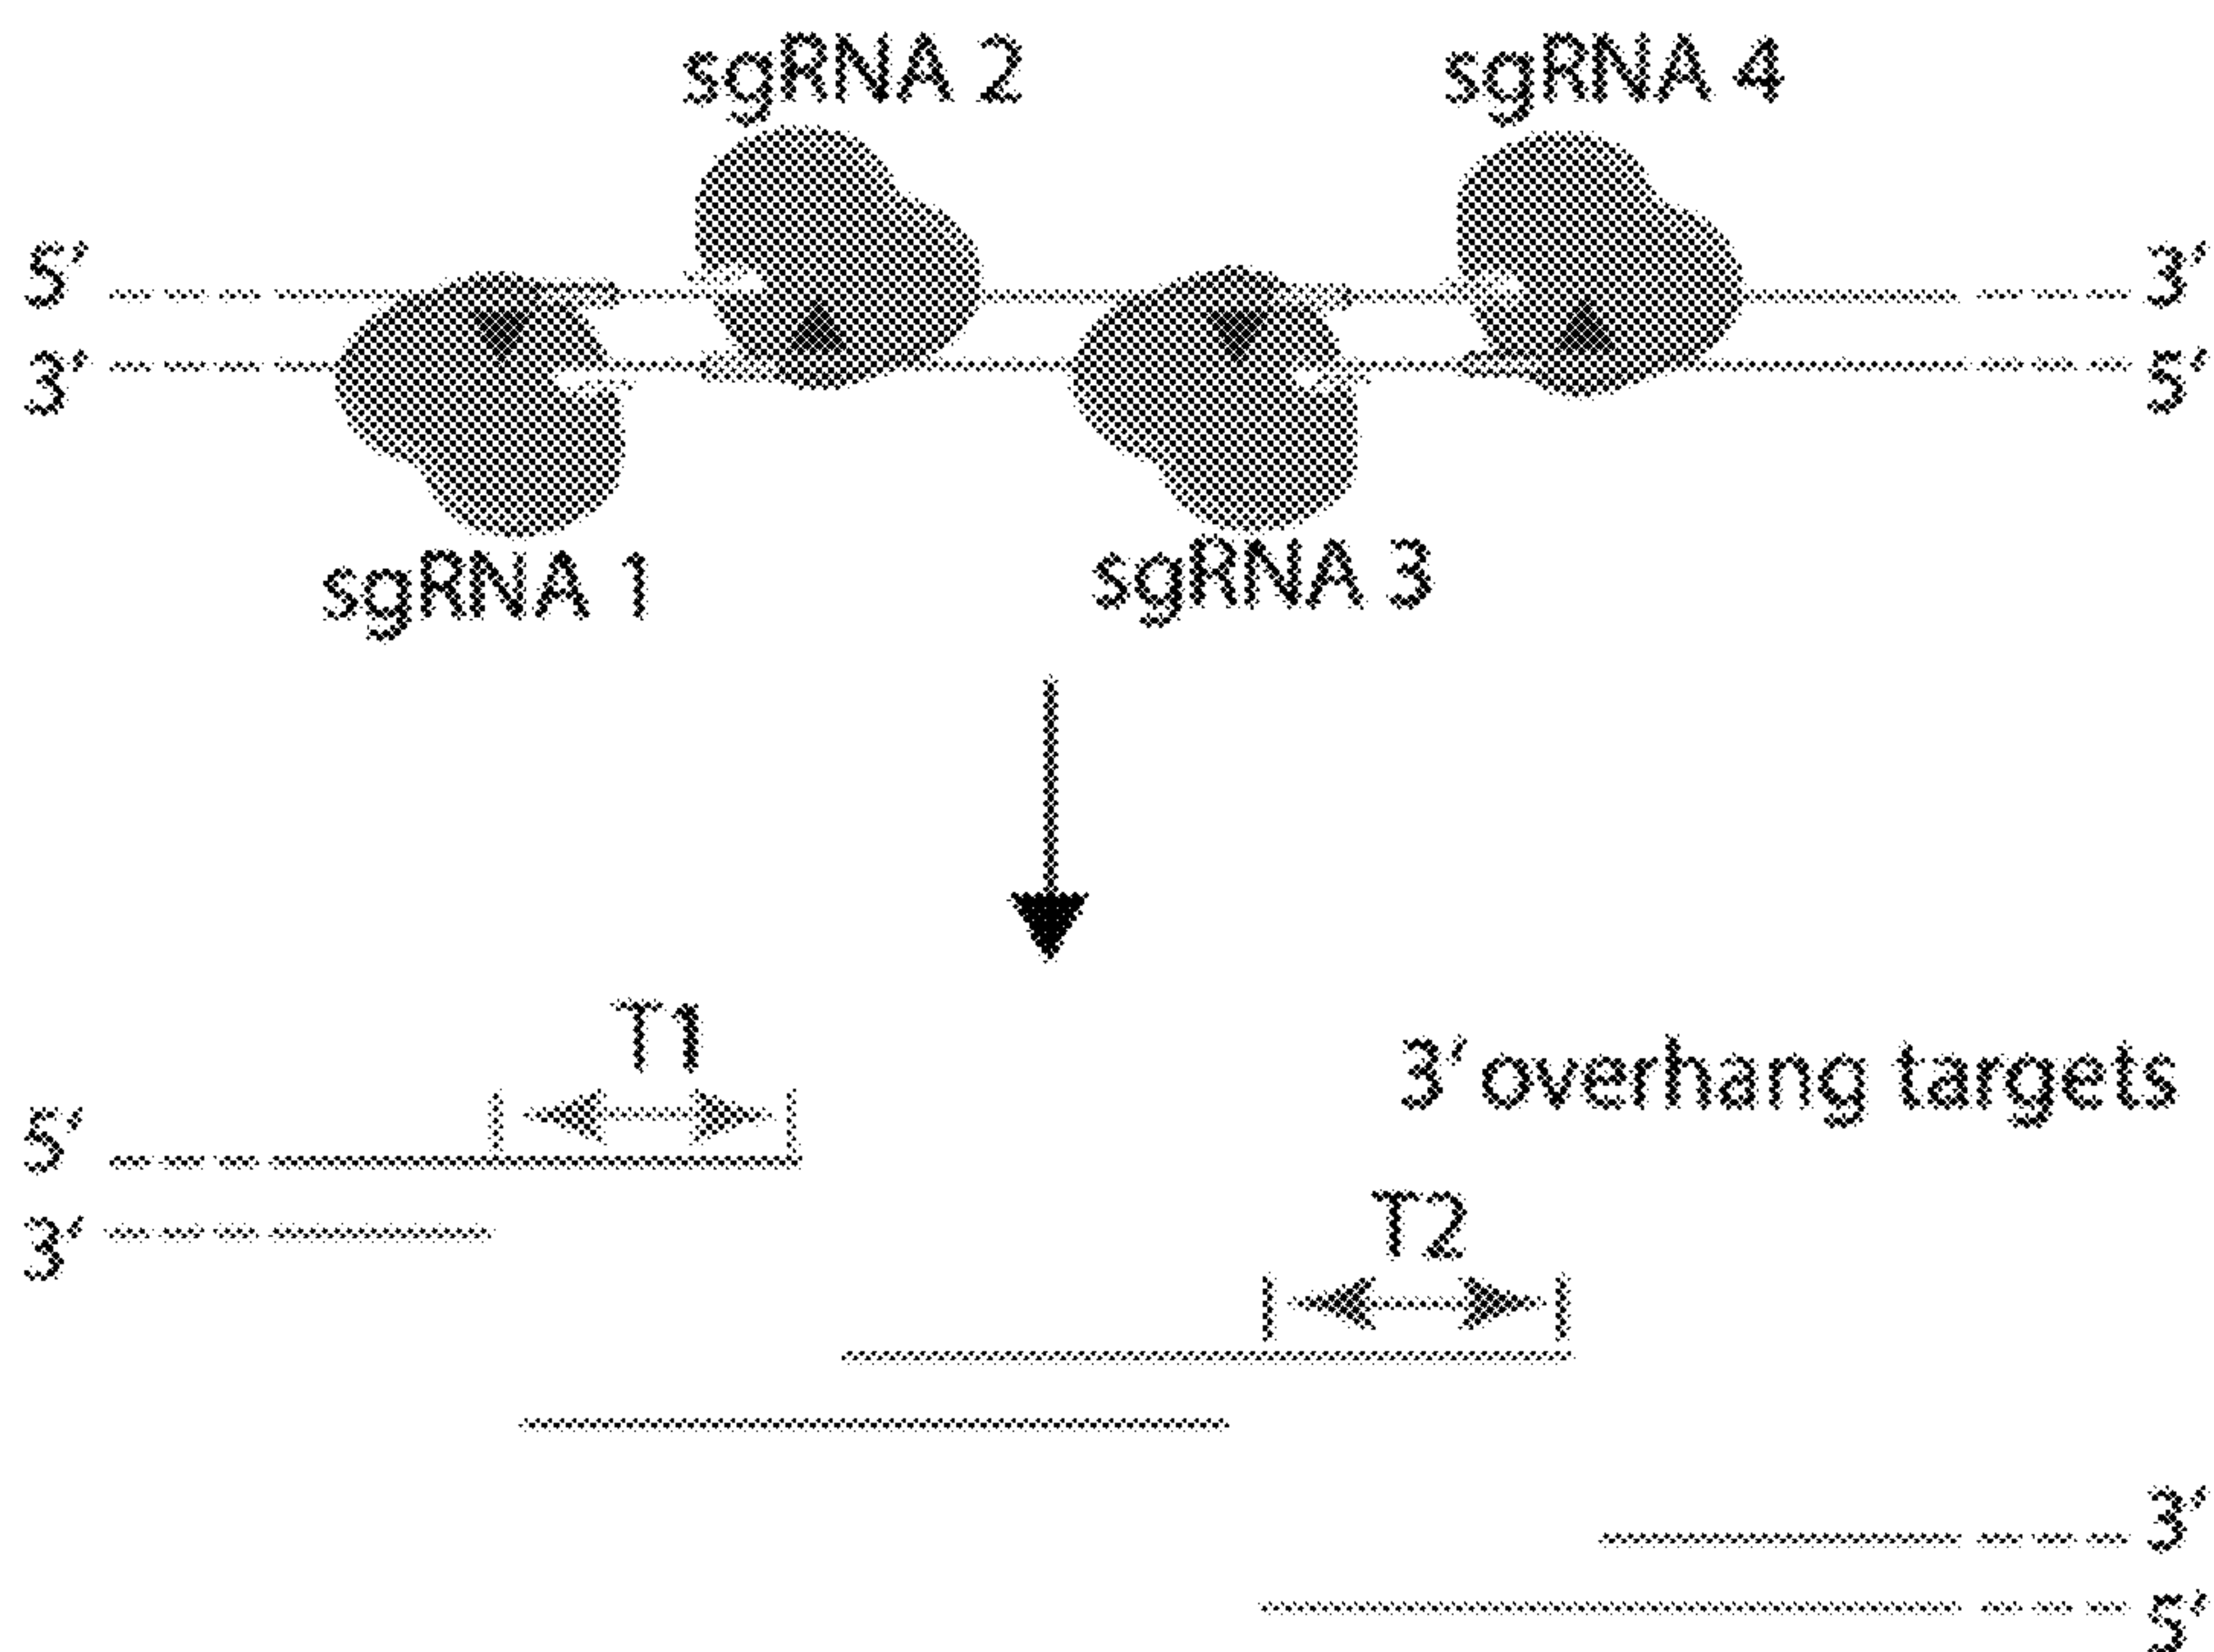 sgRNA 2
sgRNA 4
5′
3′
3′
5′
sgRNA 1
sgRNA 3
T1
3′ overhang targets
5′
T2
3′
3′
5′